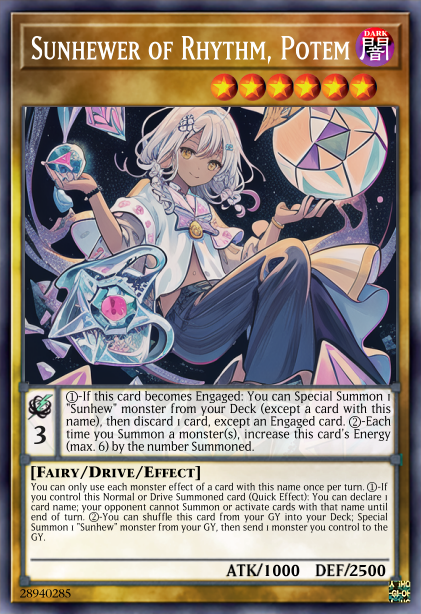 Sunhewer of Rhythm, Potem
DARK
闇
①-If this card becomes Engaged: You can Special Summon 1
"Sunhew" monster from your Deck (except a card with this
name), then discard 1 card, except an Engaged card. ②-Each
time you Summon a monster(s), increase this card's Energy
(max. 6) by the number Summoned.
3
[Fairy/Drive/Effect]
You can only use each monster effect of a card with this name once per turn. ①-If
you control this Normal or Drive Summoned card (Quick Effect): You can declare 1
card name; your opponent cannot Summon or activate cards with that name until
end of turn. ②-You can shuffle this card from your GY into your Deck; Special
Summon 1 "Sunhew" monster from your GY, then send 1 monster you control to the
GY.
ATK/1000 DEF/2500
28940285